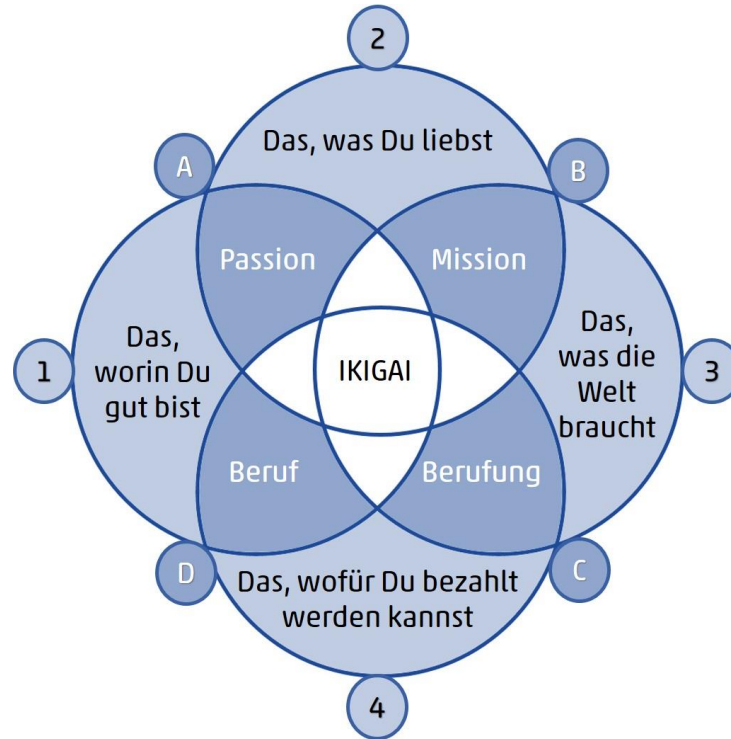 2
Das, was Du liebst
A
B
Passion
Mission
Das,
worin Du
gut bist
1
IKIGAI
Das,
was die
Welt
braucht
3
Beruf
Berufung
D
C
Das, wofür Du bezahlt
werden kannst
4